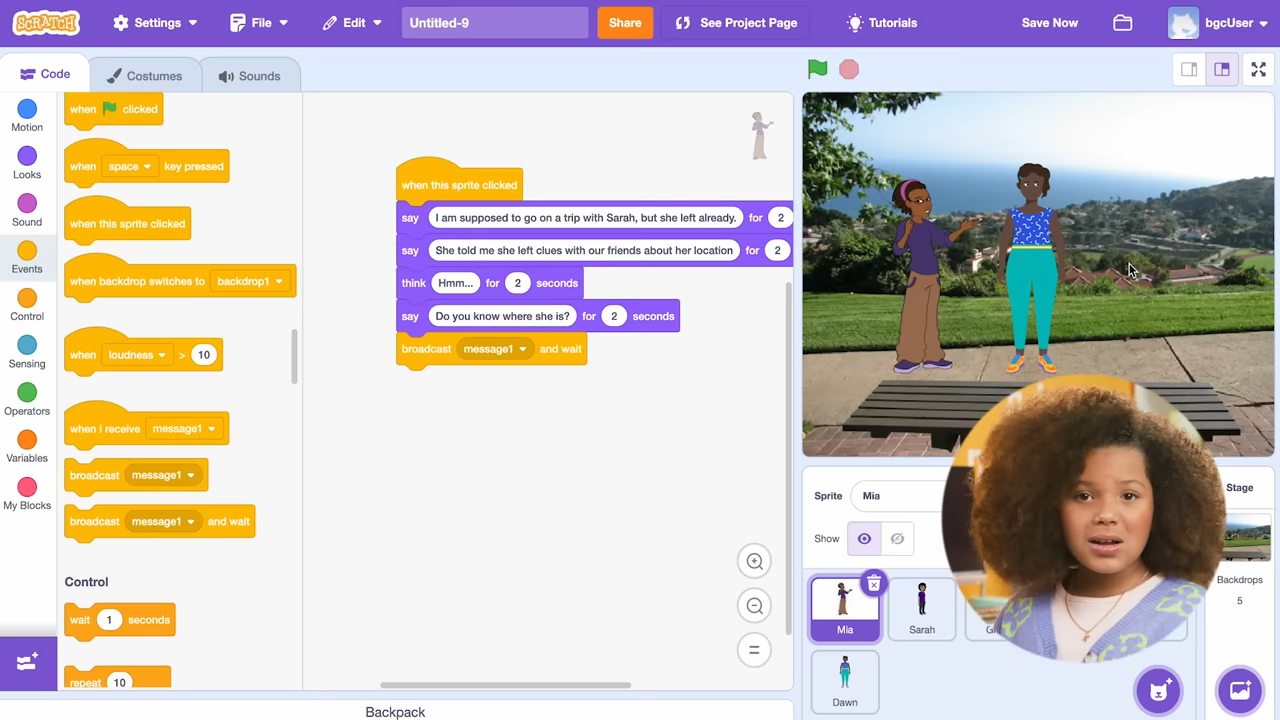 SCRATCH
Settings
File
Edit
Untitled-9
Share
See Project Page
Tutorials
Save Now
bgcUser
Code
Costumes
Sounds
Motion
Looks
Sound
Events
Control
Sensing
Operators
Variables
My Blocks
when clicked
when space key pressed
when this sprite clicked
when backdrop switches to backdrop1
when loudness > 10
when I receive message1
broadcast message1
broadcast message1 and wait
Control
wait 1 seconds
repeat 10
when this sprite clicked
say I am supposed to go on a trip with Sarah, but she left already. for 2
say She told me she left clues with our friends about her location for 2
think Hmm... for 2 seconds
say Do you know where she is? for 2 seconds
broadcast message1 and wait
=
Backpack
Sprite Mia
Show
Mia
Sarah
Dawn
Stage
Backdrops
5